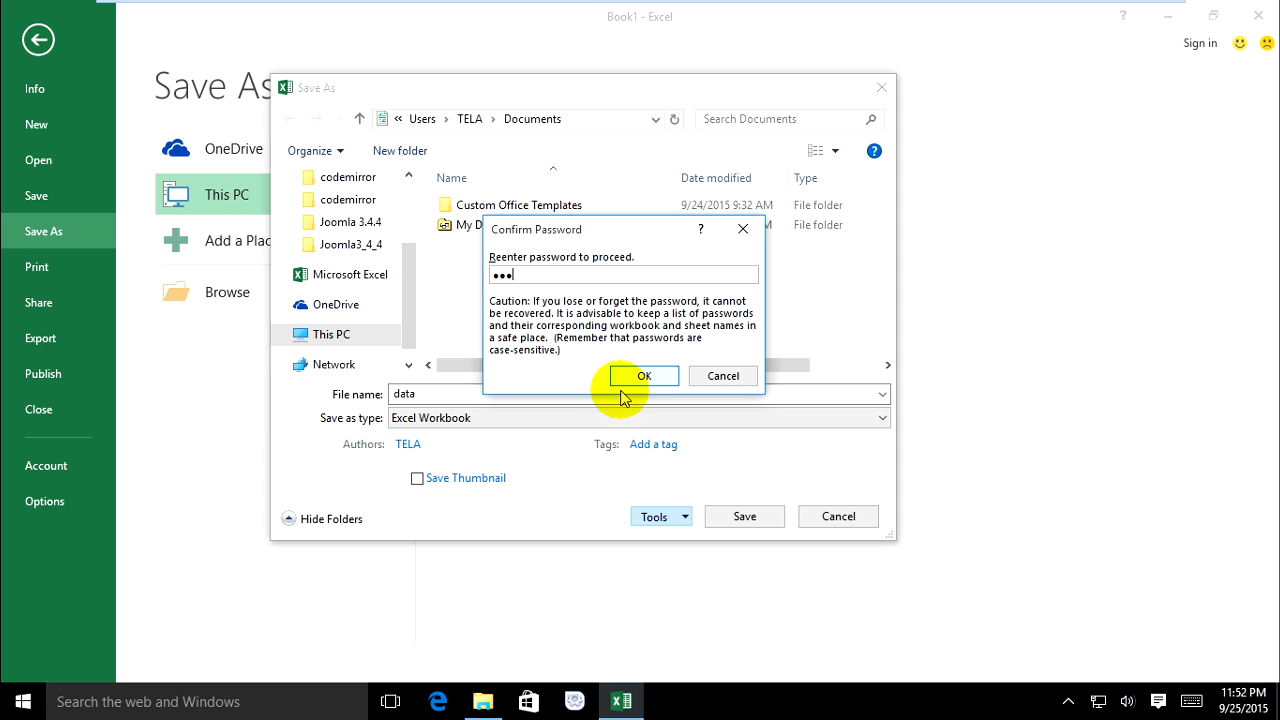 Book1 - Excel
Sign in
Info
New
Open
Save
Save As
Print
Share
Export
Publish
Close
Account
Options
Save As
OneDrive
This PC
Add a Plac
Browse
Save As
Users
TELA
Documents
Search Documents
Organize
New folder
codemirror
codemirror
Joomla 3.4.4
Joomla3_4_4
Microsoft Excel
OneDrive
This PC
Network
Name
Date modified
Type
Custom Office Templates
9/24/2015 9:32 AM
File folder
My D
M
File folder
Confirm Password
Reenter password to proceed.
Caution: If you lose or forget the password, it cannot
be recovered. It is advisable to keep a list of passwords
and their corresponding workbook and sheet names in
a safe place. (Remember that passwords are
case-sensitive.)
OK
Cancel
File name:
data
Save as type:
Excel Workbook
Authors:
TELA
Tags:
Add a tag
Save Thumbnail
Hide Folders
Tools
Save
Cancel
Search the web and Windows
11:52 PM
9/25/2015